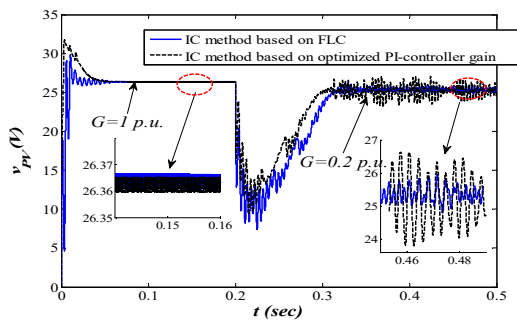 35
30
25
20
15
10
5
0
v_PV (V)
IC method based on FLC
IC method based on optimized PI-controller gain
G=1 p.u.
G=0.2 p.u.
26.37
26.36
26.35
0.15 0.16
27
26
25
24
0.46 0.48
0 0.1 0.2 0.3 0.4 0.5
t (sec)